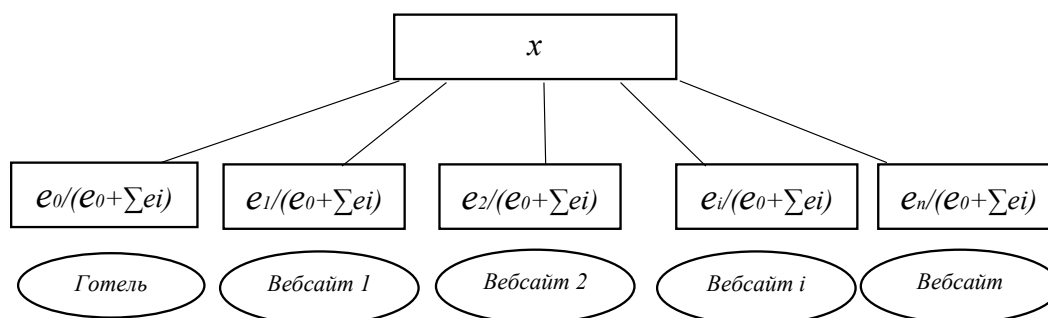 x
e₀/(e₀+∑ei) e₁/(e₀+∑ei) e₂/(e₀+∑ei) eᵢ/(e₀+∑ei) eₙ/(e₀+∑ei)
Готель Вебсайт 1 Вебсайт 2 Вебсайт i Вебсайт